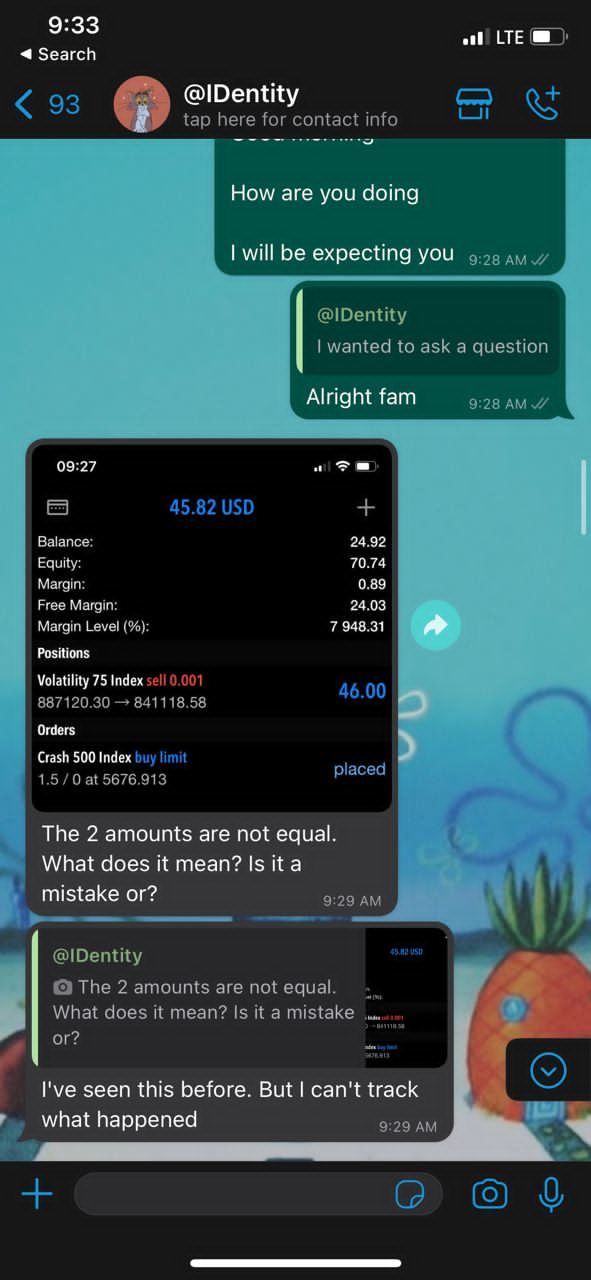 9:33
LTE
◀ Search
93
@IDentity
tap here for contact info
Good morning
How are you doing
I will be expecting you 9:28 AM
@IDentity
I wanted to ask a question
Alright fam 9:28 AM
09:27
45.82 USD
Balance: 24.92
Equity: 70.74
Margin: 0.89
Free Margin: 24.03
Margin Level (%): 7 948.31
Positions
Volatility 75 Index sell 0.001
887120.30 → 841118.58 46.00
Orders
Crash 500 Index buy limit
1.5 / 0 at 5676.913 placed
The 2 amounts are not equal.
What does it mean? Is it a
mistake or? 9:29 AM
@IDentity
The 2 amounts are not equal.
What does it mean? Is it a mistake
or?
45.82 USD
I've seen this before. But I can't track
what happened 9:29 AM